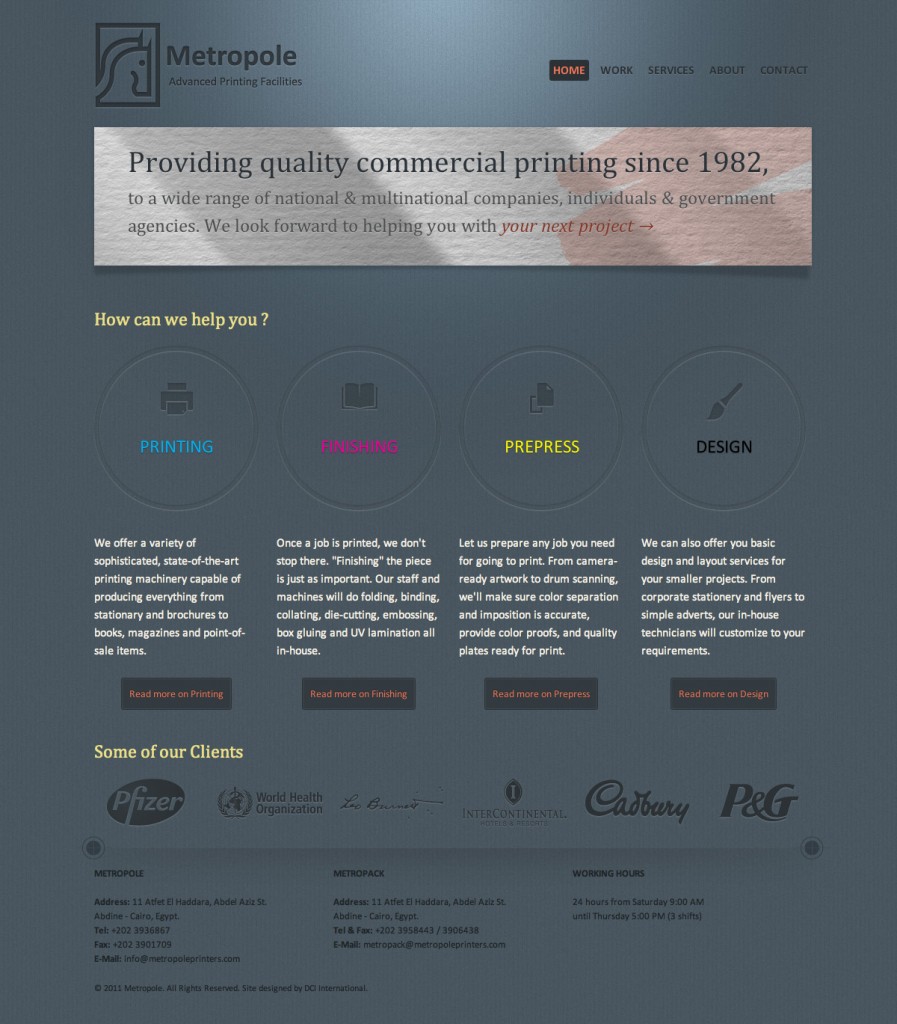 Metropole
Advanced Printing Facilities
HOME WORK SERVICES ABOUT CONTACT
Providing quality commercial printing since 1982,
to a wide range of national & multinational companies, individuals & government
agencies. We look forward to helping you with your next project →
How can we help you ?
PRINTING
FINISHING
PREPRESS
DESIGN
We offer a variety of
sophisticated, state-of-the-art
printing machinery capable of
producing everything from
stationary and brochures to
books, magazines and point-of-
sale items.
Once a job is printed, we don't
stop there. "Finishing" the piece
is just as important. Our staff and
machines will do folding, binding,
collating, die-cutting, embossing,
box gluing and UV lamination all
in-house.
Let us prepare any job you need
for going to print. From camera-
ready artwork to drum scanning,
we'll make sure color separation
and imposition is accurate,
provide color proofs, and quality
plates ready for print.
We can also offer you basic
design and layout services for
your smaller projects. From
corporate stationery and flyers to
simple adverts, our in-house
technicians will customize to your
requirements.
Read more on Printing
Read more on Finishing
Read more on Prepress
Read more on Design
Some of our Clients
Pfizer
World Health
Organization
Leo Burnett
I
INTERCONTINENTAL.
HOTELS & RESORTS
Cadbury
P&G
METROPOLE
Address: 11 Atfet El Haddara, Abdel Aziz St.
Abdine - Cairo, Egypt.
Tel: +202 3936867
Fax: +202 3901709
E-Mail: info@metropoleprinters.com
METROPACK
Address: 11 Atfet El Haddara, Abdel Aziz St.
Abdine - Cairo, Egypt.
Tel & Fax: +202 3958443 / 3906438
E-Mail: metropack@metropoleprinters.com
WORKING HOURS
24 hours from Saturday 9:00 AM
until Thursday 5:00 PM (3 shifts)
© 2011 Metropole. All Rights Reserved. Site designed by DCI International.